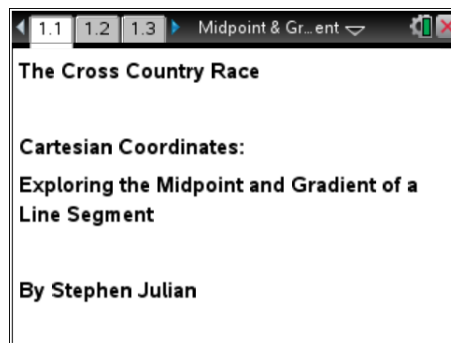 1.1 1.2 1.3 Midpoint & Gr…ent
The Cross Country Race
Cartesian Coordinates:
Exploring the Midpoint and Gradient of a
Line Segment
By Stephen Julian